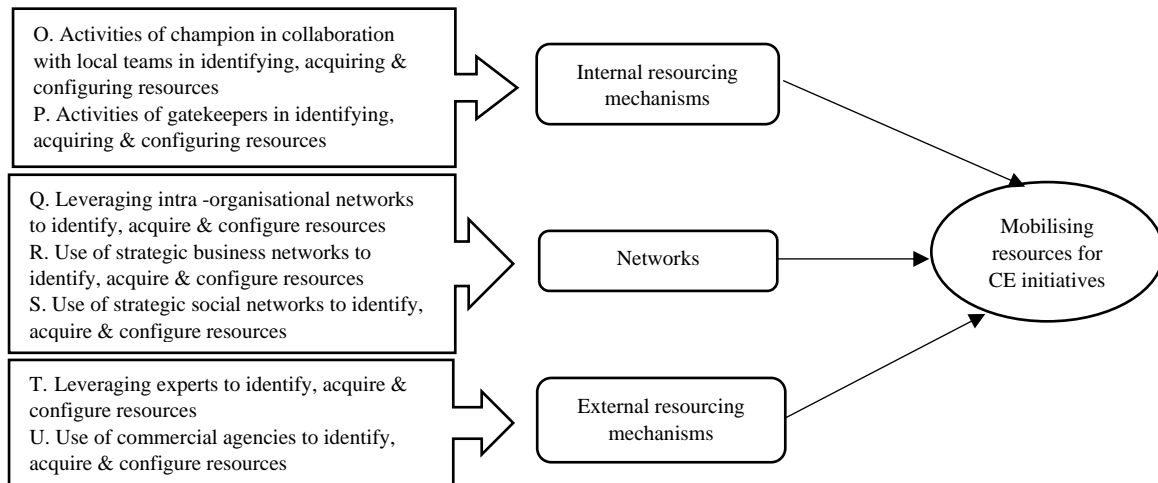 O. Activities of champion in collaboration
with local teams in identifying, acquiring &
configuring resources
P. Activities of gatekeepers in identifying,
acquiring & configuring resources
Internal resourcing
mechanisms
Q. Leveraging intra -organisational networks
to identify, acquire & configure resources
R. Use of strategic business networks to
identify, acquire & configure resources
S. Use of strategic social networks to identify,
acquire & configure resources
Networks
Mobilising
resources for
CE initiatives
T. Leveraging experts to identify, acquire &
configure resources
U. Use of commercial agencies to identify,
acquire & configure resources
External resourcing
mechanisms